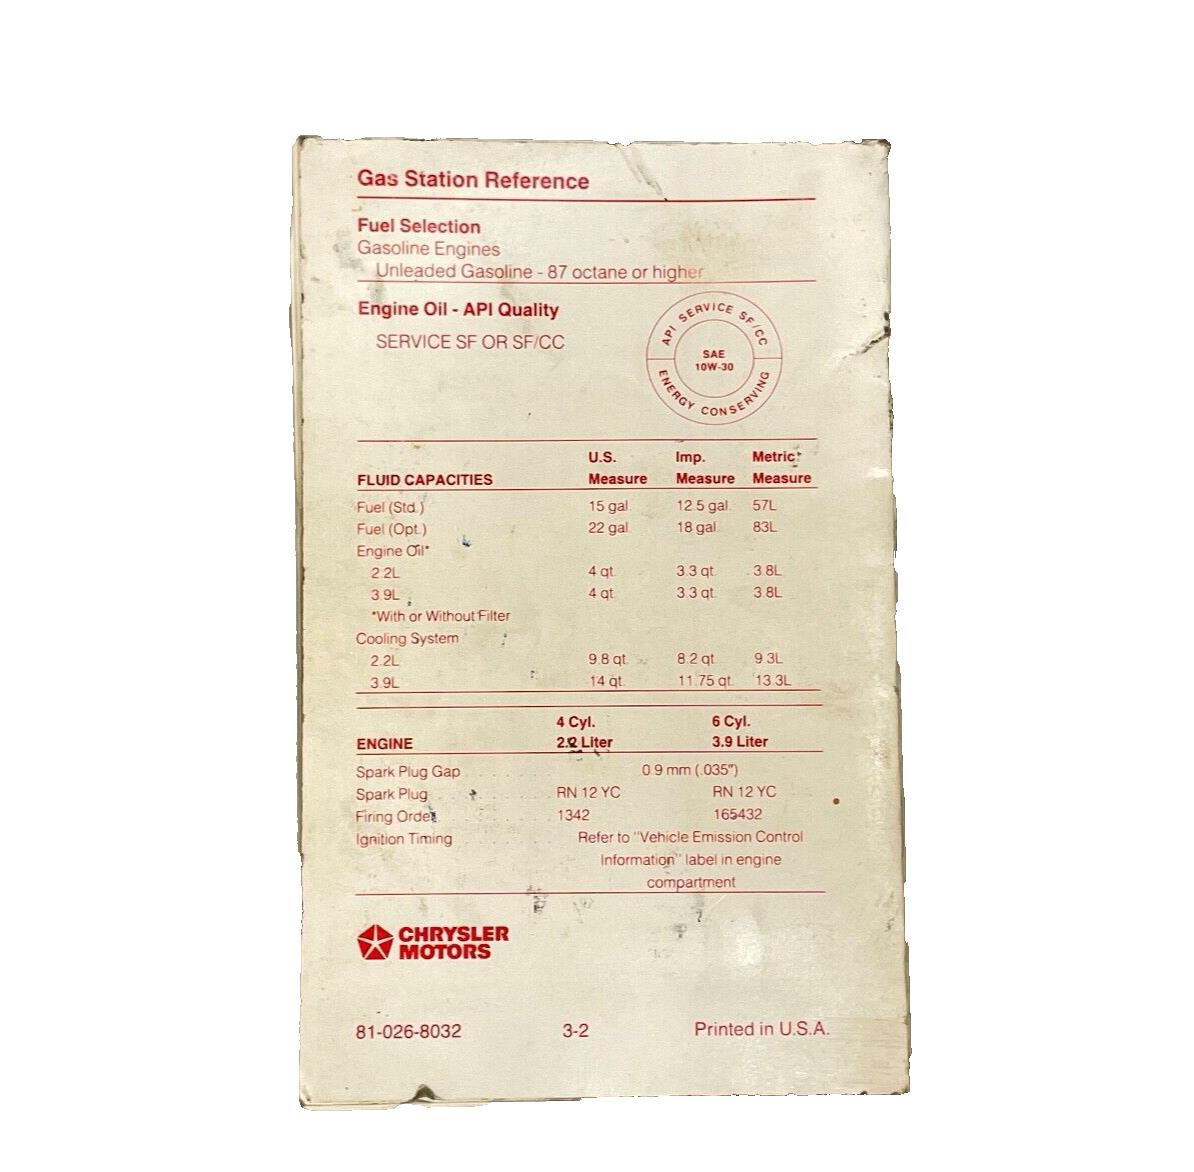 Gas Station Reference
Fuel Selection
Gasoline Engines
Unleaded Gasoline - 87 octane or higher
Engine Oil - API Quality
SERVICE SF OR SF/CC
API SERVICE SF/CC
SAE
10W-30
ENERGY CONSERVING
U.S. Imp. Metric
FLUID CAPACITIES Measure Measure Measure
Fuel (Std.) 15 gal. 12.5 gal. 57L
Fuel (Opt.) 22 gal. 18 gal. 83L
Engine Oil*
2.2L 4 qt. 3.3 qt. 3.8L
3.9L 4 qt. 3.3 qt. 3.8L
*With or Without Filter
Cooling System
2.2L 9.8 qt. 8.2 qt. 9.3L
3.9L 14 qt. 11.75 qt. 13.3L
4 Cyl. 6 Cyl.
ENGINE 2.2 Liter 3.9 Liter
Spark Plug Gap . . . . . 0.9 mm (.035")
Spark Plug . . . . . RN 12 YC RN 12 YC
Firing Order . . . . . 1342 165432
Ignition Timing . . . . . Refer to "Vehicle Emission Control
Information" label in engine
compartment
CHRYSLER
MOTORS
81-026-8032 3-2 Printed in U.S.A.